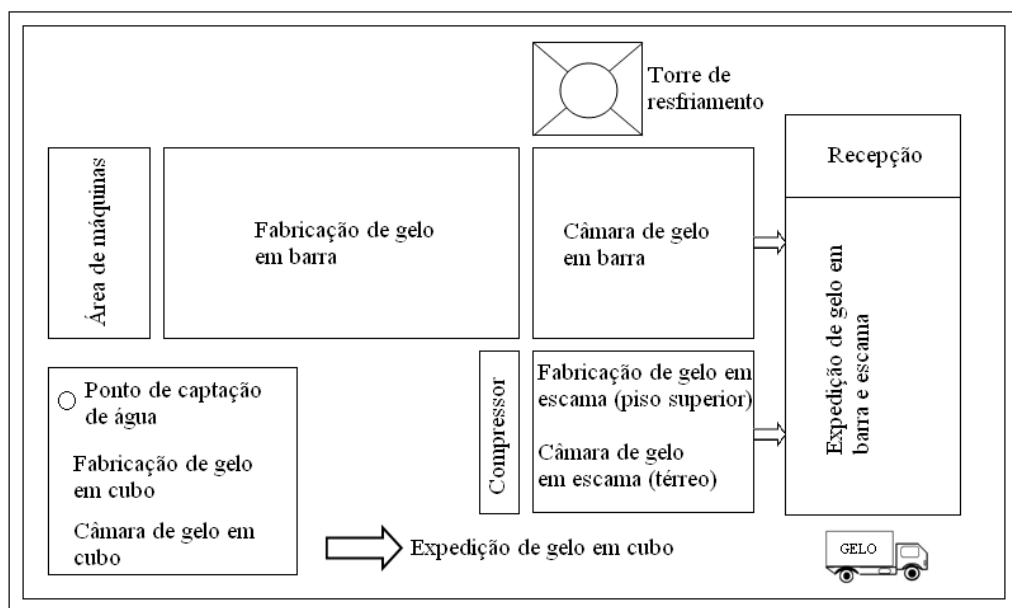 Torre de
resfriamento
Recepção
Área de máquinas
Fabricação de gelo
em barra
Câmara de gelo
em barra
Expedição de gelo em
barra e escama
Ponto de captação
de água
Fabricação de gelo
em cubo
Câmara de gelo em
cubo
Compressor
Fabricação de gelo em
escama (piso superior)
Câmara de gelo
em escama (térreo)
Expedição de gelo em cubo
GELO